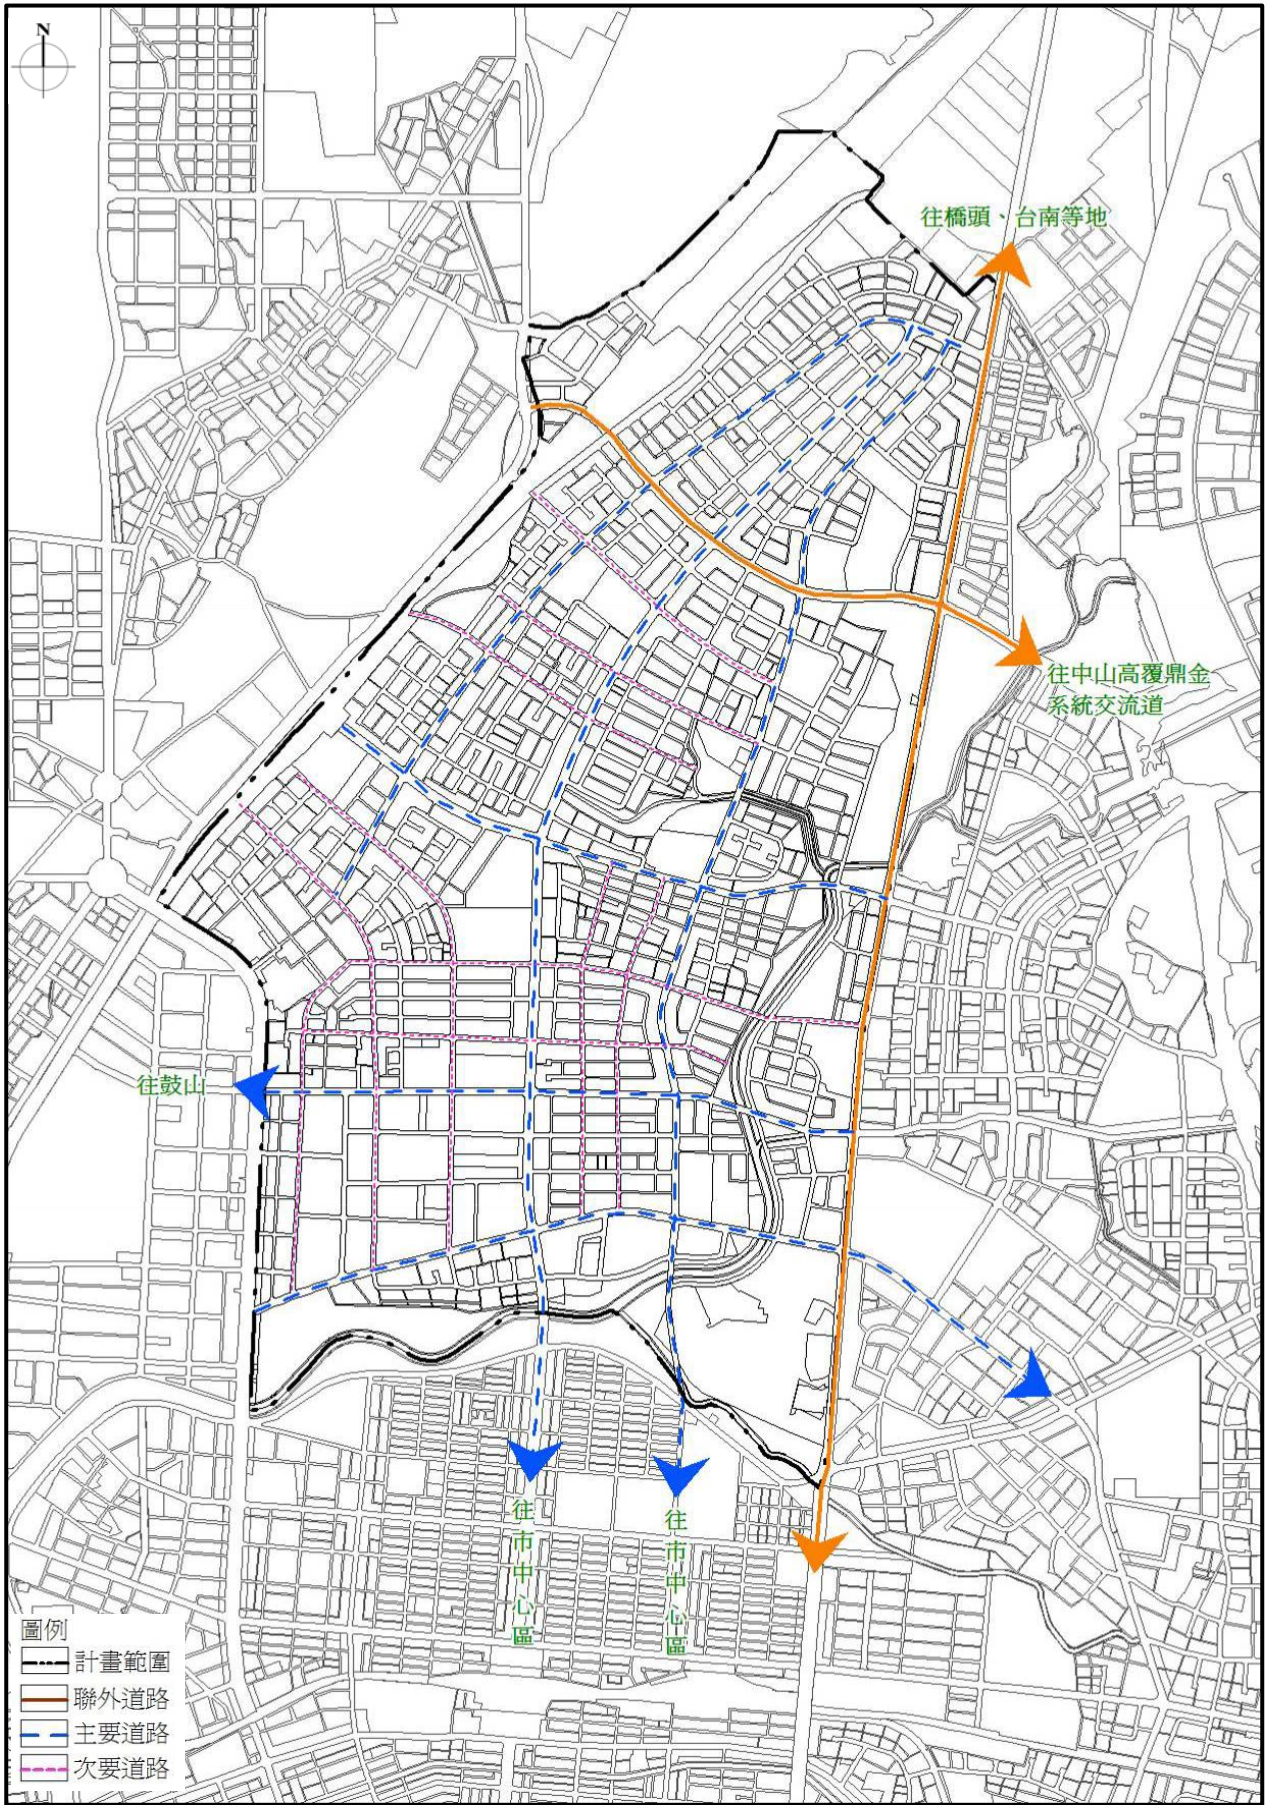 N
往橋頭、台南等地
往中山高覆鼎金
系統交流道
往鼓山
往市中心區
往市中心區
圖例
計畫範圍
聯外道路
主要道路
次要道路